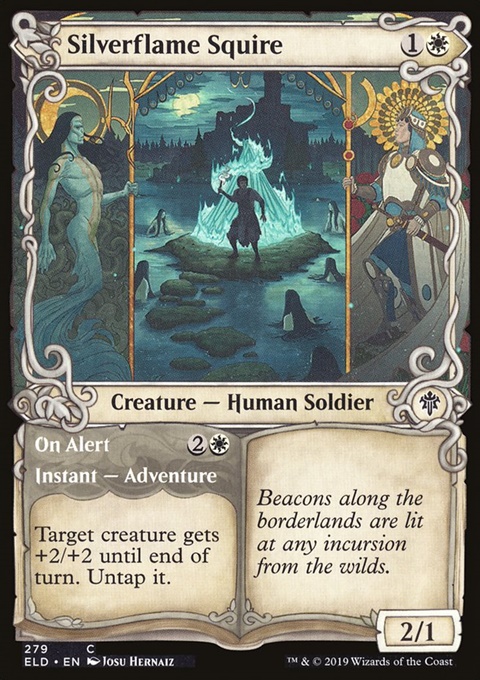 Silverflame Squire 1
Creature — Human Soldier
On Alert 2
Instant — Adventure
Target creature gets
+2/+2 until end of
turn. Untap it.
Beacons along the
borderlands are lit
at any incursion
from the wilds.
2/1
279 C
ELD • EN Josu Hernaiz
™ & © 2019 Wizards of the Coast